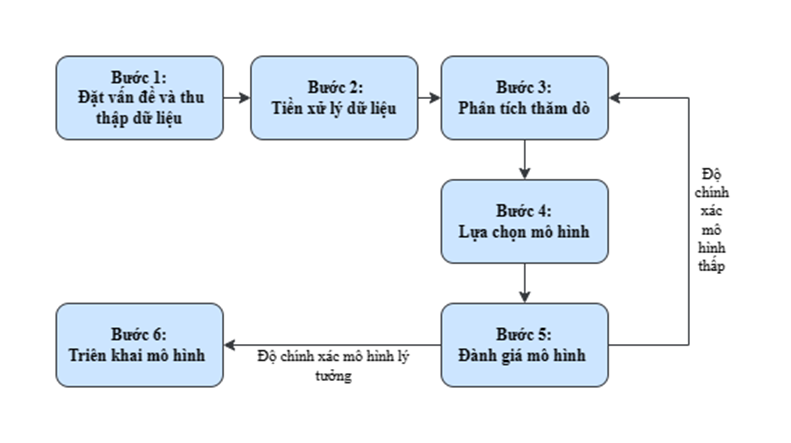 Bước 1:
Đặt vấn đề và thu
thập dữ liệu
Bước 2:
Tiền xử lý dữ liệu
Bước 3:
Phân tích thăm dò
Độ
chính
xác
mô
hình
thấp
Bước 4:
Lựa chọn mô hình
Bước 5:
Đành giá mô hình
Độ chính xác mô hình lý
tưởng
Bước 6:
Triên khai mô hình